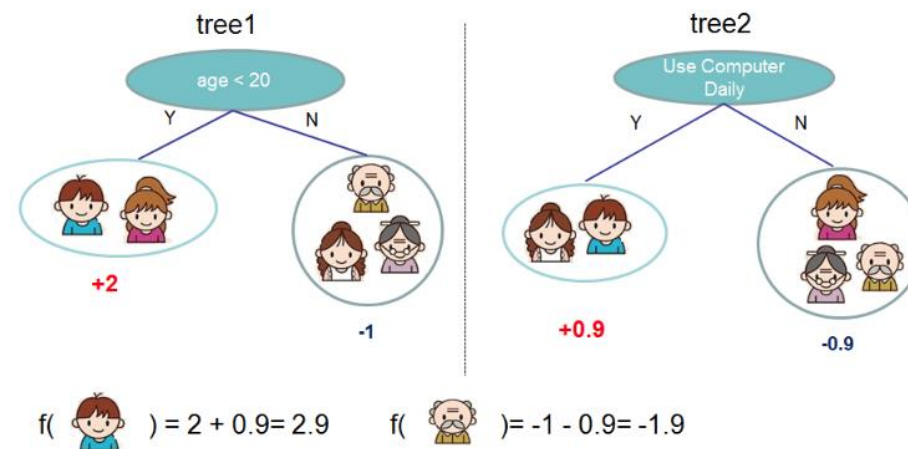 tree1
age < 20
Y
N
+2
-1
tree2
Use Computer
Daily
Y
N
+0.9
-0.9
f( ) = 2 + 0.9= 2.9
f( )= -1 - 0.9= -1.9